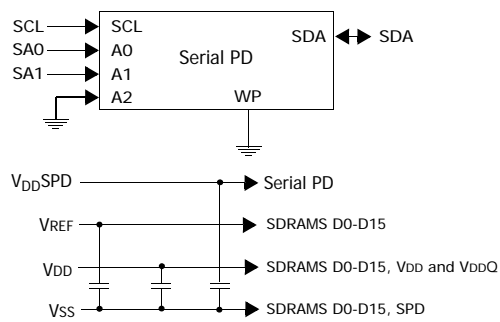 SCL SCL SDA SDA
SA0 A0 Serial PD
SA1 A1
A2 WP
VDDSPD Serial PD
VREF SDRAMS D0-D15
VDD SDRAMS D0-D15, VDD and VDDQ
VSS SDRAMS D0-D15, SPD